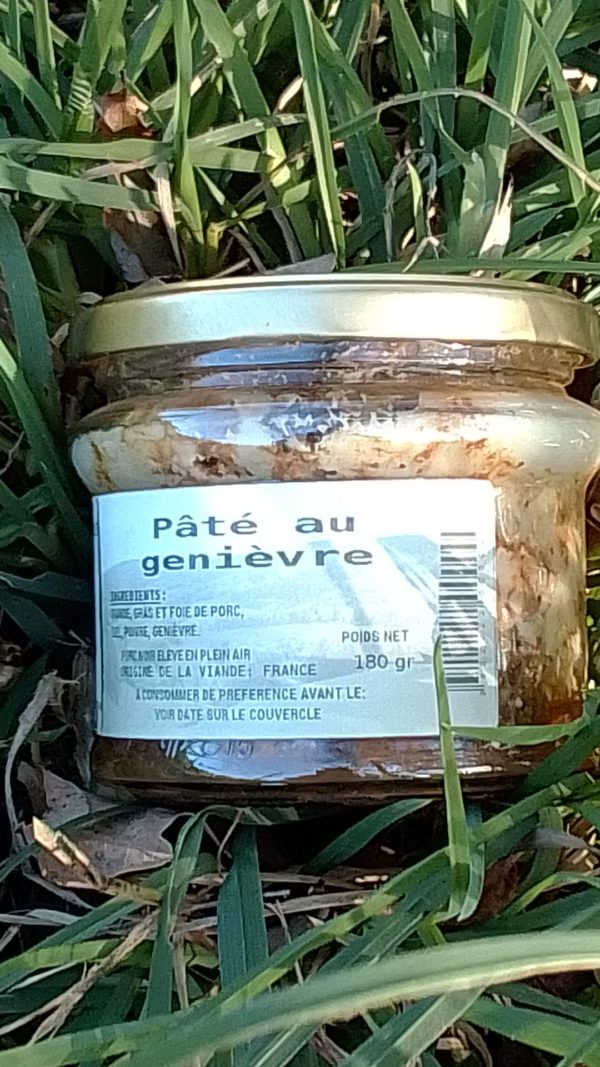 Pâté au
genièvre
INGREDIENTS:
VIANDE, GRAS ET FOIE DE PORC,
SEL, POIVRE, GENIÈVRE.
PORC NOIR ELEVE EN PLEIN AIR
ORIGINE DE LA VIANDE: FRANCE
POIDS NET
180 gr
A CONSOMMER DE PREFERENCE AVANT LE:
VOIR DATE SUR LE COUVERCLE